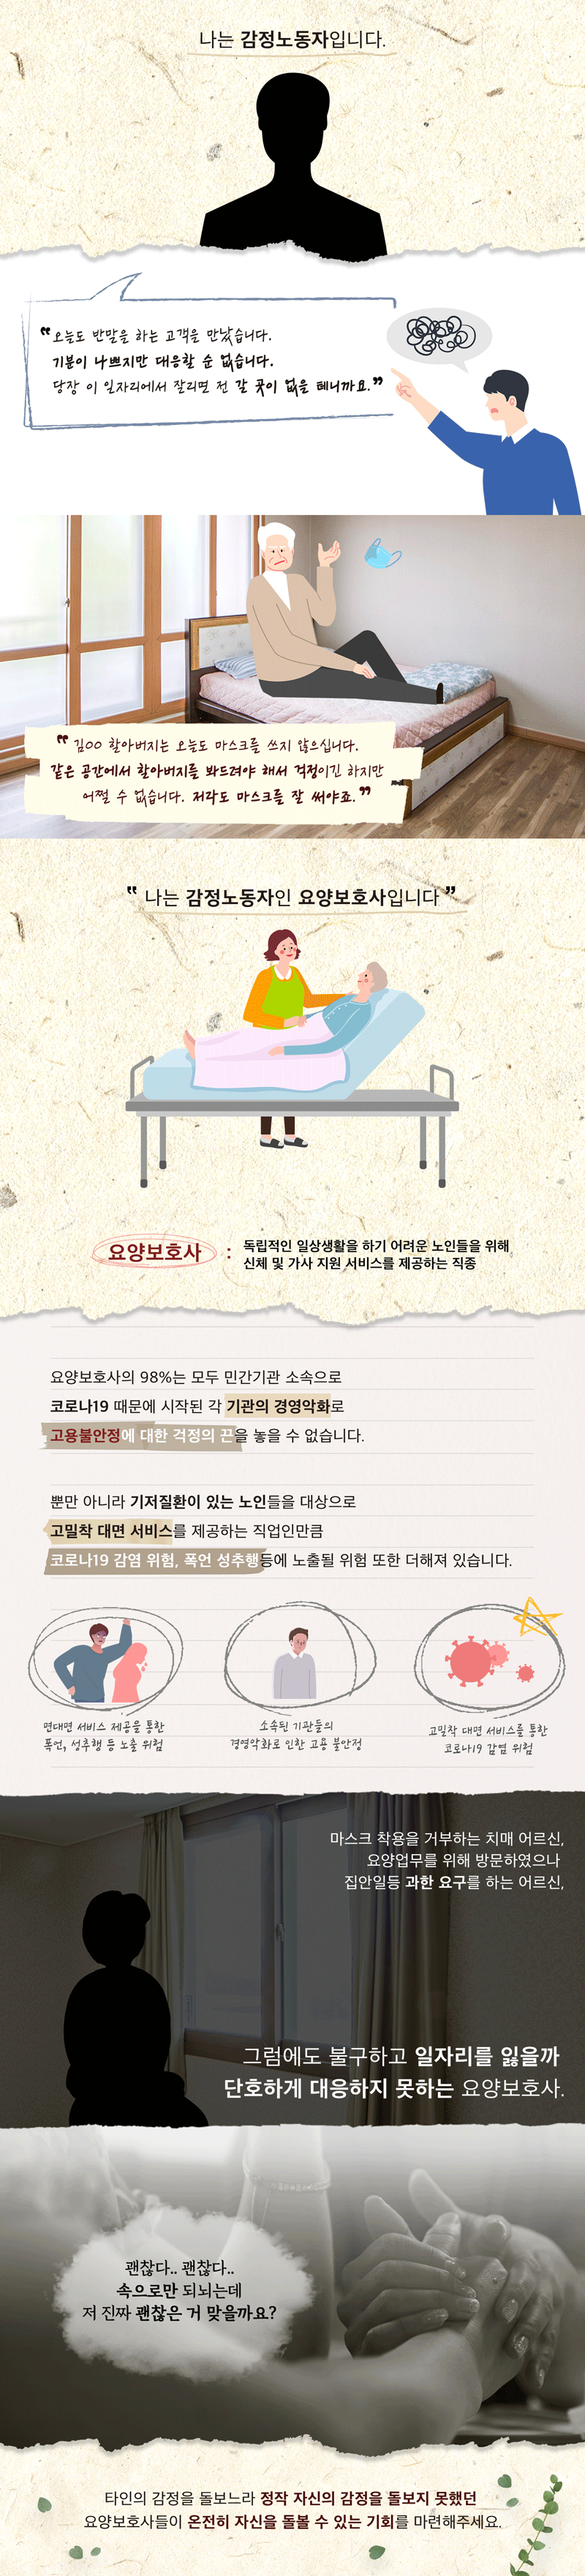 나는 감정노동자입니다.
"오늘도 반말을 하는 고객을 만났습니다.
기분이 나쁘지만 대응할 순 없습니다.
당장 이 일자리에서 잘리면 전 갈 곳이 없을 테니까요."
"김00 할아버지는 오늘도 마스크를 쓰지 않으십니다.
같은 공간에서 할아버지를 봐드려야 해서 걱정이긴 하지만
어쩔 수 없습니다. 저라도 마스크를 잘 써야죠."
"나는 감정노동자인 요양보호사입니다"
요양보호사 : 독립적인 일상생활을 하기 어려운 노인들을 위해
신체 및 가사 지원 서비스를 제공하는 직종
요양보호사의 98%는 모두 민간기관 소속으로
코로나19 때문에 시작된 각 기관의 경영악화로
고용불안정에 대한 걱정의 끈을 놓을 수 없습니다.
뿐만 아니라 기저질환이 있는 노인들을 대상으로
고밀착 대면 서비스를 제공하는 직업인만큼
코로나19 감염 위험, 폭언 성추행등에 노출될 위험 또한 더해져 있습니다.
면대면 서비스 제공을 통한
폭언, 성추행 등 노출 위험
소속된 기관들의
경영악화로 인한 고용 불안정
고밀착 대면 서비스를 통한
코로나19 감염 위험
마스크 착용을 거부하는 치매 어르신,
요양업무를 위해 방문하였으나
집안일등 과한 요구를 하는 어르신,
그럼에도 불구하고 일자리를 잃을까
단호하게 대응하지 못하는 요양보호사.
괜찮다.. 괜찮다..
속으로만 되뇌는데
저 진짜 괜찮은 거 맞을까요?
타인의 감정을 돌보느라 정작 자신의 감정을 돌보지 못했던
요양보호사들이 온전히 자신을 돌볼 수 있는 기회를 마련해주세요.